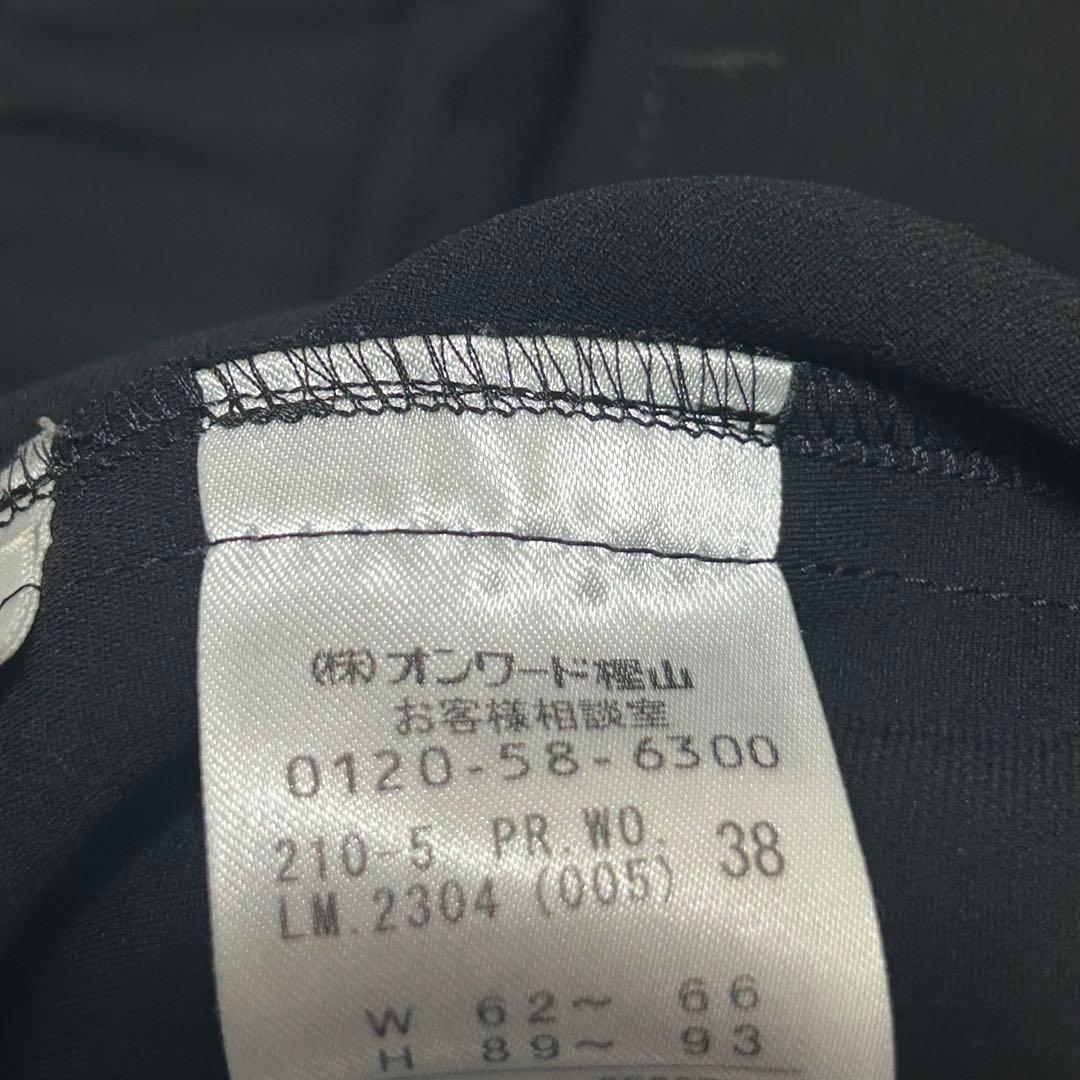 (株)オンワード樫山
お客様相談室
0120-58-6300
210-5 PR.WO. 38
LM.2304 (005)
W 62~ 66
H 89~ 93